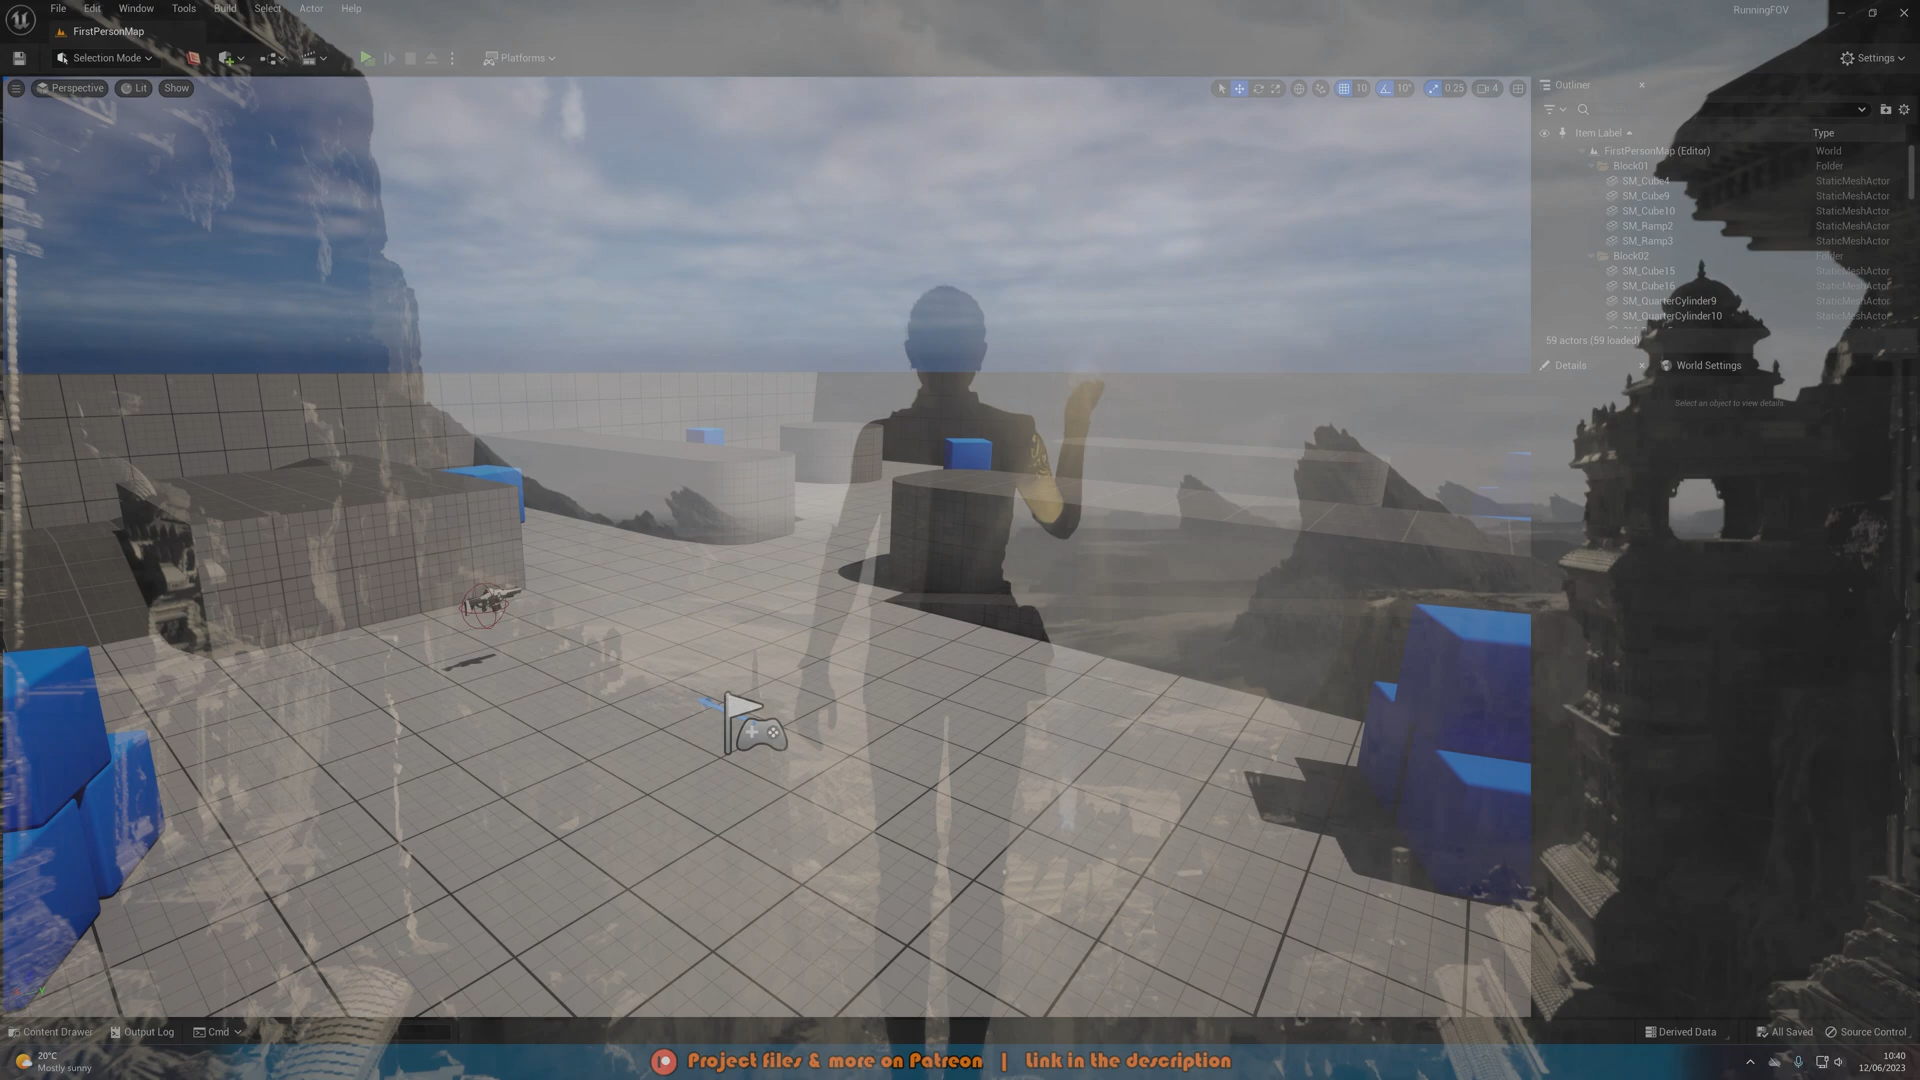 File Edit Window Tools Build Select Actor Help
RunningFOV
FirstPersonMap
Selection Mode
Platforms
Settings
Perspective Lit Show
10 10° 0.25 4
Outliner
Item Label Type
FirstPersonMap (Editor) World
Block01 Folder
SM_Cube4 StaticMeshActor
SM_Cube9 StaticMeshActor
SM_Cube10 StaticMeshActor
SM_Ramp2 StaticMeshActor
SM_Ramp3 StaticMeshActor
Block02 Folder
SM_Cube15 StaticMeshActor
SM_Cube16 StaticMeshActor
SM_QuarterCylinder9 StaticMeshActor
SM_QuarterCylinder10 StaticMeshActor
59 actors (59 loaded)
Details World Settings
Select an object to view details.
Content Drawer Output Log Cmd
Derived Data All Saved Source Control
20°C
Mostly sunny
Project files & more on Patreon | Link in the description
10:40
12/06/2023